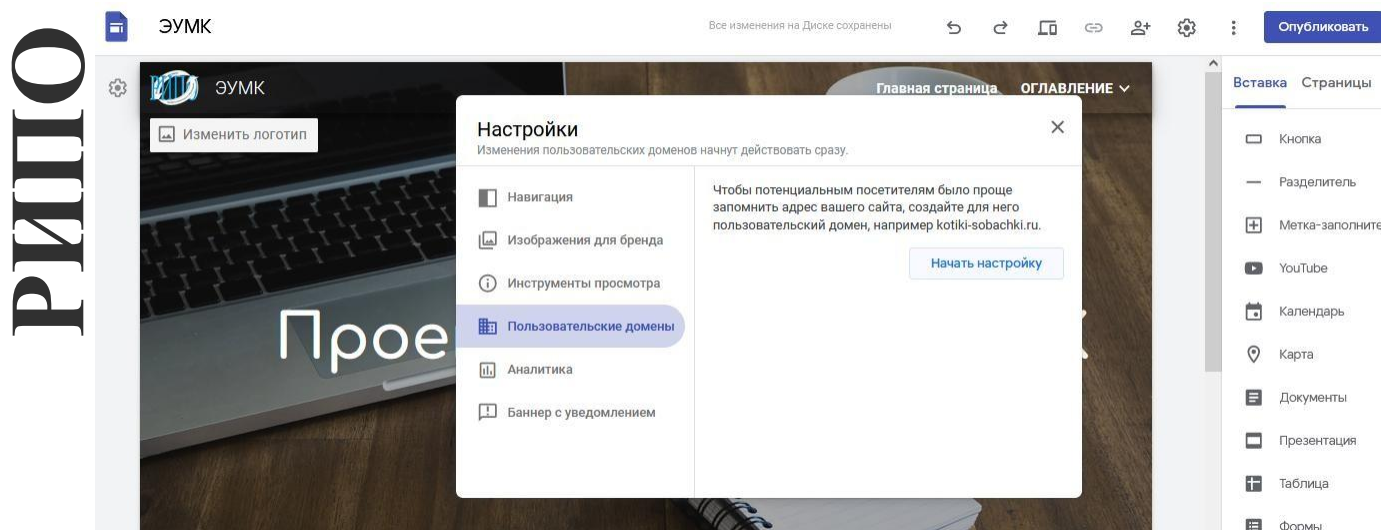 РИПО
ЭУМК
Все изменения на Диске сохранены
Опубликовать
РИПО
ЭУМК
Главная страница
ОГЛАВЛЕНИЕ
Изменить логотип
Прое
Настройки
Изменения пользовательских доменов начнут действовать сразу.
Навигация
Изображения для бренда
Инструменты просмотра
Пользовательские домены
Аналитика
Баннер с уведомлением
Чтобы потенциальным посетителям было проще
запомнить адрес вашего сайта, создайте для него
пользовательский домен, например kotiki-sobachki.ru.
Начать настройку
Вставка
Страницы
Кнопка
Разделитель
Метка-заполните
YouTube
Календарь
Карта
Документы
Презентация
Таблица
Формы